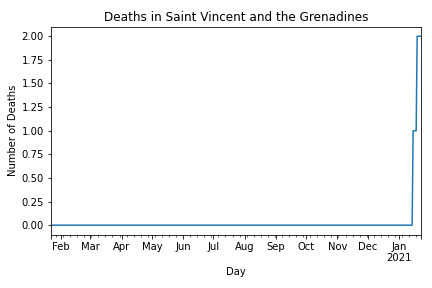 Deaths in Saint Vincent and the Grenadines
2.00
1.75
1.50
1.25
1.00
0.75
0.50
0.25
0.00
Number of Deaths
Feb Mar Apr May Jun Jul Aug Sep Oct Nov Dec Jan
2021
Day